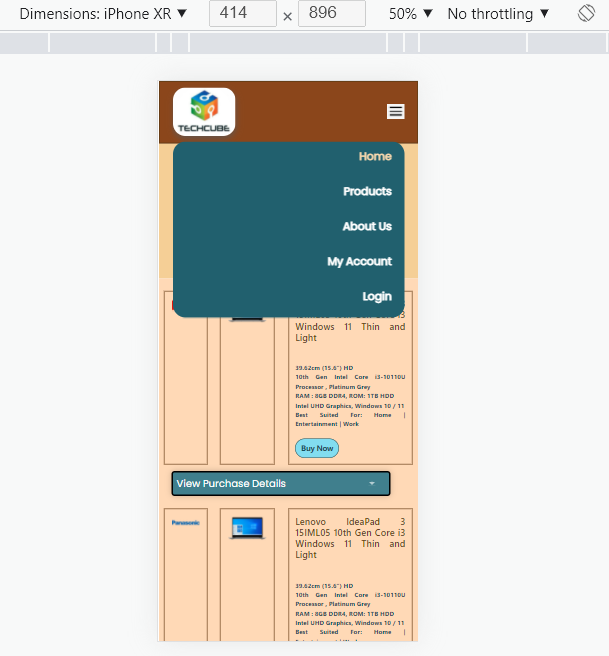 Dimensions: iPhone XR ▼ 414 × 896 50% ▼ No throttling ▼
TECHCUBE
Home
Products
About Us
My Account
Login
Windows 11 Thin and
Light
39.62cm (15.6") HD
10th Gen Intel Core i3-10110U
Processor , Platinum Grey
RAM : 8GB DDR4, ROM: 1TB HDD
Intel UHD Graphics, Windows 10 / 11
Best Suited For: Home |
Entertainment | Work
Buy Now
View Purchase Details
Panasonic
Lenovo IdeaPad 3
15IML05 10th Gen Core i3
Windows 11 Thin and
Light
39.62cm (15.6") HD
10th Gen Intel Core i3-10110U
Processor , Platinum Grey
RAM : 8GB DDR4, ROM: 1TB HDD
Intel UHD Graphics, Windows 10 / 11
Best Suited For: Home |